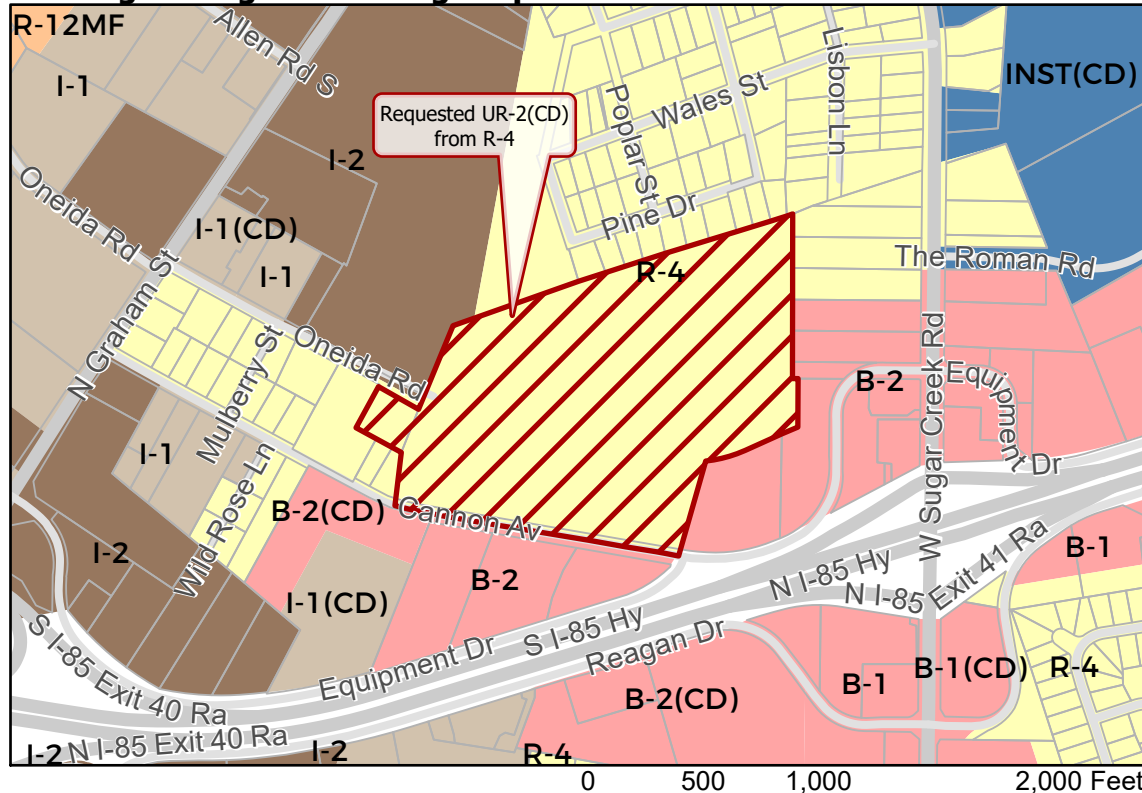 R-12MF
Allen Rd S
I-1
INST(CD)
Lisbon Ln
Wales St
Poplar St
Requested UR-2(CD)
from R-4
I-2
Pine Dr
Oneida Rd
I-1(CD)
I-1
R-4
The Roman Rd
N Graham St
Mulberry St
Oneida Rd
W Sugar Creek Rd
B-2
Equipment Dr
I-1
Wild Rose Ln
B-2(CD)
Cannon Av
I-2
B-2
I-1(CD)
N I-85 Hy
N I-85 Exit 41 Ra
B-1
S I-85 Hy
Reagan Dr
Equipment Dr
S I-85 Exit 40 Ra
B-2(CD)
B-1
B-1(CD)
R-4
I-2
N I-85 Exit 40 Ra
I-2
R-4
0 500 1,000 2,000 Feet